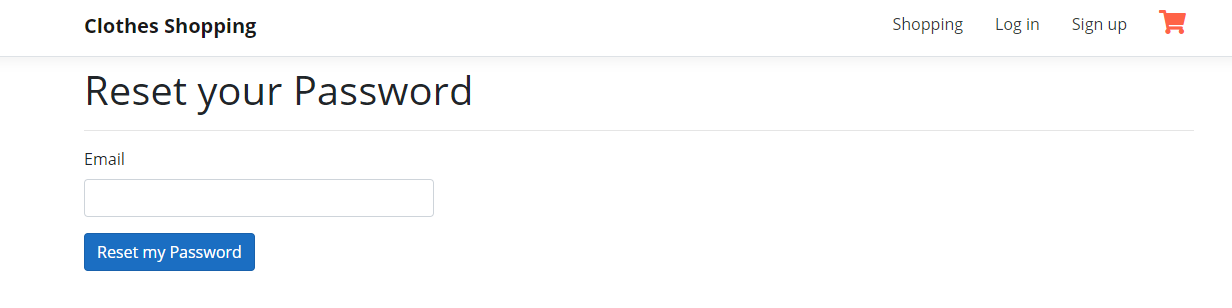 Clothes Shopping Shopping Log in Sign up
Reset your Password
Email
Reset my Password